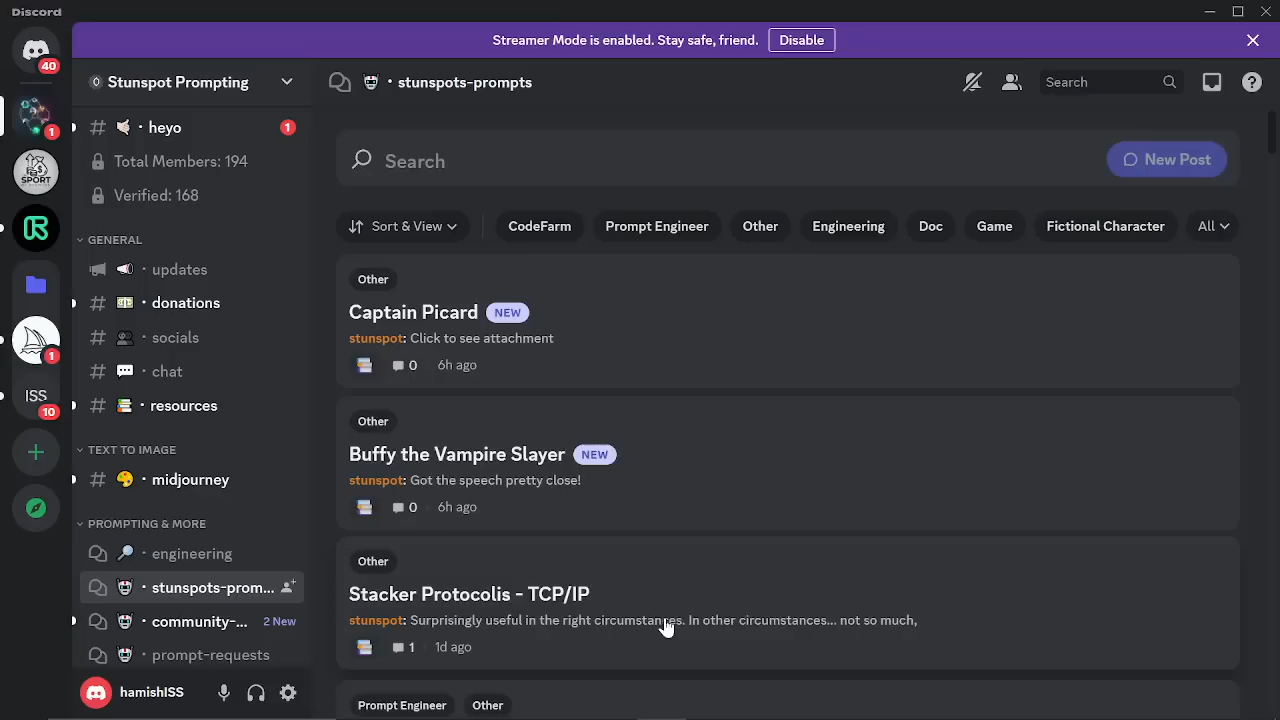 Discord
Streamer Mode is enabled. Stay safe, friend.
Disable
40
1
SPORT
1
ISS
10
Stunspot Prompting
heyo
1
Total Members: 194
Verified: 168
GENERAL
updates
donations
socials
chat
resources
TEXT TO IMAGE
midjourney
PROMPTING & MORE
engineering
stunspots-prom...
community-...
2 New
prompt-requests
hamishISS
stunspots-prompts
Search
Search
New Post
Sort & View
CodeFarm
Prompt Engineer
Other
Engineering
Doc
Game
Fictional Character
All
Other
Captain Picard NEW
stunspot: Click to see attachment
0 6h ago
Other
Buffy the Vampire Slayer NEW
stunspot: Got the speech pretty close!
0 6h ago
Other
Stacker Protocolis - TCP/IP
stunspot: Surprisingly useful in the right circumstances. In other circumstances... not so much,
1 1d ago
Prompt Engineer
Other